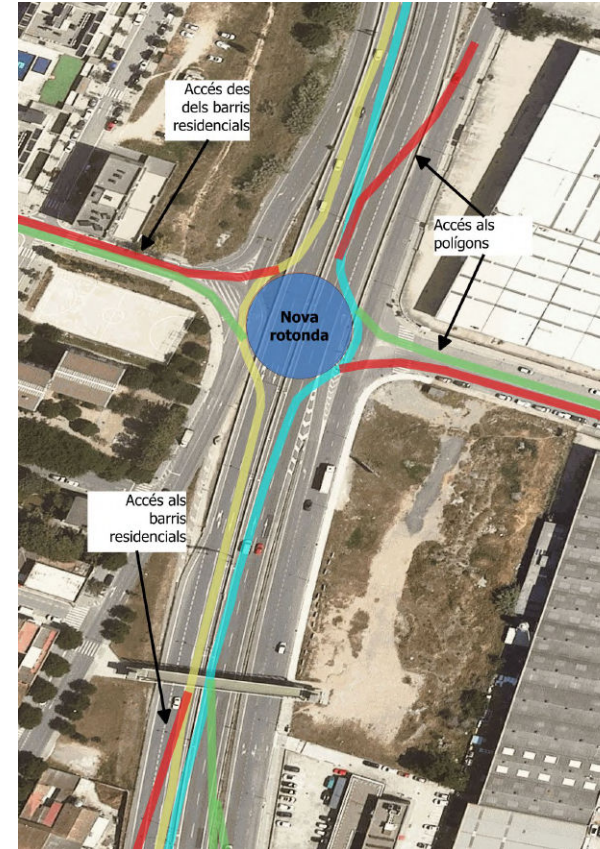 Accés des
dels barris
residencials
Accés als
polígons
Nova
rotonda
Accés als
barris
residencials